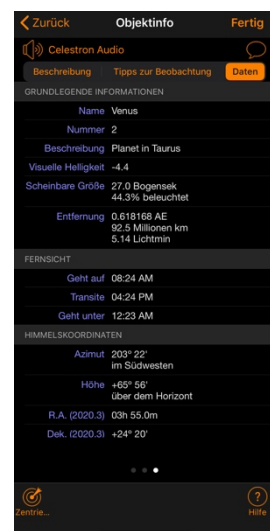 Zurück Objektinfo Fertig
Celestron Audio
Beschreibung Tipps zur Beobachtung Daten
GRUNDLEGENDE INFORMATIONEN
Name Venus
Nummer 2
Beschreibung Planet in Taurus
Visuelle Helligkeit -4.4
Scheinbare Größe 27.0 Bogensek
44.3% beleuchtet
Entfernung 0.618168 AE
92.5 Millionen km
5.14 Lichtmin
FERNSICHT
Geht auf 08:24 AM
Transite 04:24 PM
Geht unter 12:23 AM
HIMMELSKOORDINATEN
Azimut 203° 22'
im Südwesten
Höhe +65° 56'
über dem Horizont
R.A. (2020.3) 03h 55.0m
Dek. (2020.3) +24° 20'
Zentrie... Hilfe